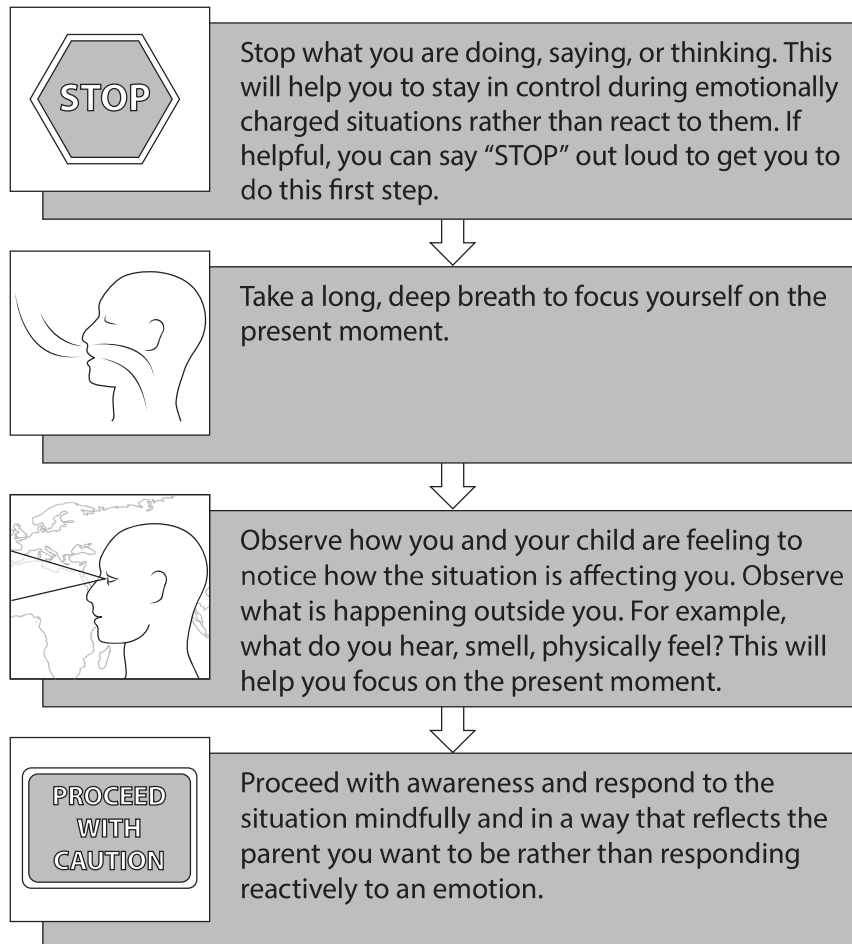 STOP
Stop what you are doing, saying, or thinking. This
will help you to stay in control during emotionally
charged situations rather than react to them. If
helpful, you can say “STOP” out loud to get you to
do this first step.
Take a long, deep breath to focus yourself on the
present moment.
Observe how you and your child are feeling to
notice how the situation is affecting you. Observe
what is happening outside you. For example,
what do you hear, smell, physically feel? This will
help you focus on the present moment.
PROCEED
WITH
CAUTION
Proceed with awareness and respond to the
situation mindfully and in a way that reflects the
parent you want to be rather than responding
reactively to an emotion.